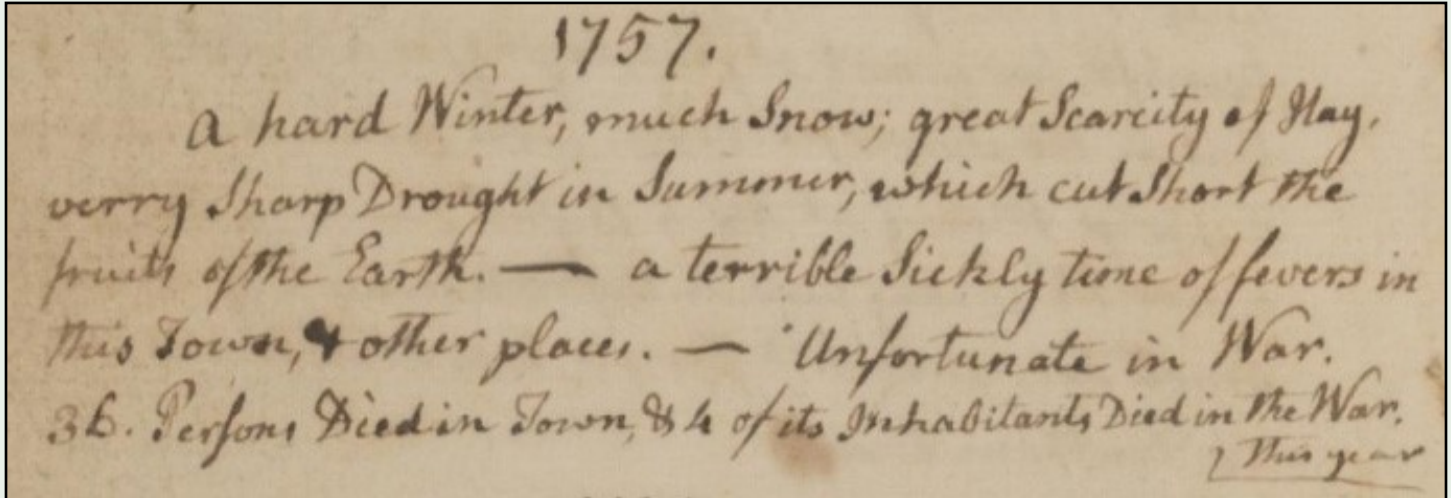 1757.
A hard Winter, much Snow; great Scarcity of Hay.
verry Sharp Drought in Summer, which cut Short the
fruits of the Earth. — a terrible Sickly time of fevers in
this Town, & other places. — Unfortunate in War.
36. Persons Died in Town, & 4 of its Inhabitants Died in the War.
this year